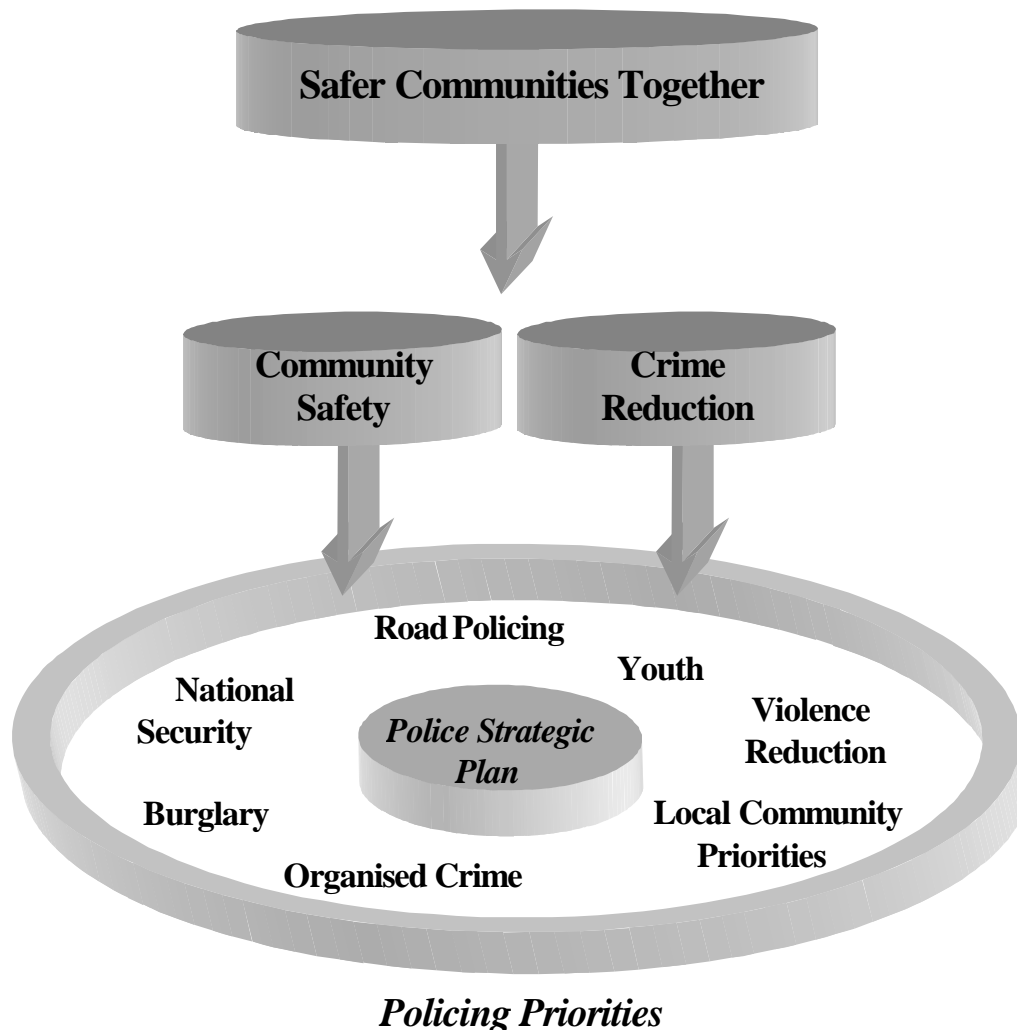 Safer Communities Together
Community
Safety
Crime
Reduction
Road Policing
Youth
National
Security
Violence
Reduction
Police Strategic
Plan
Burglary
Local Community
Priorities
Organised Crime
Policing Priorities